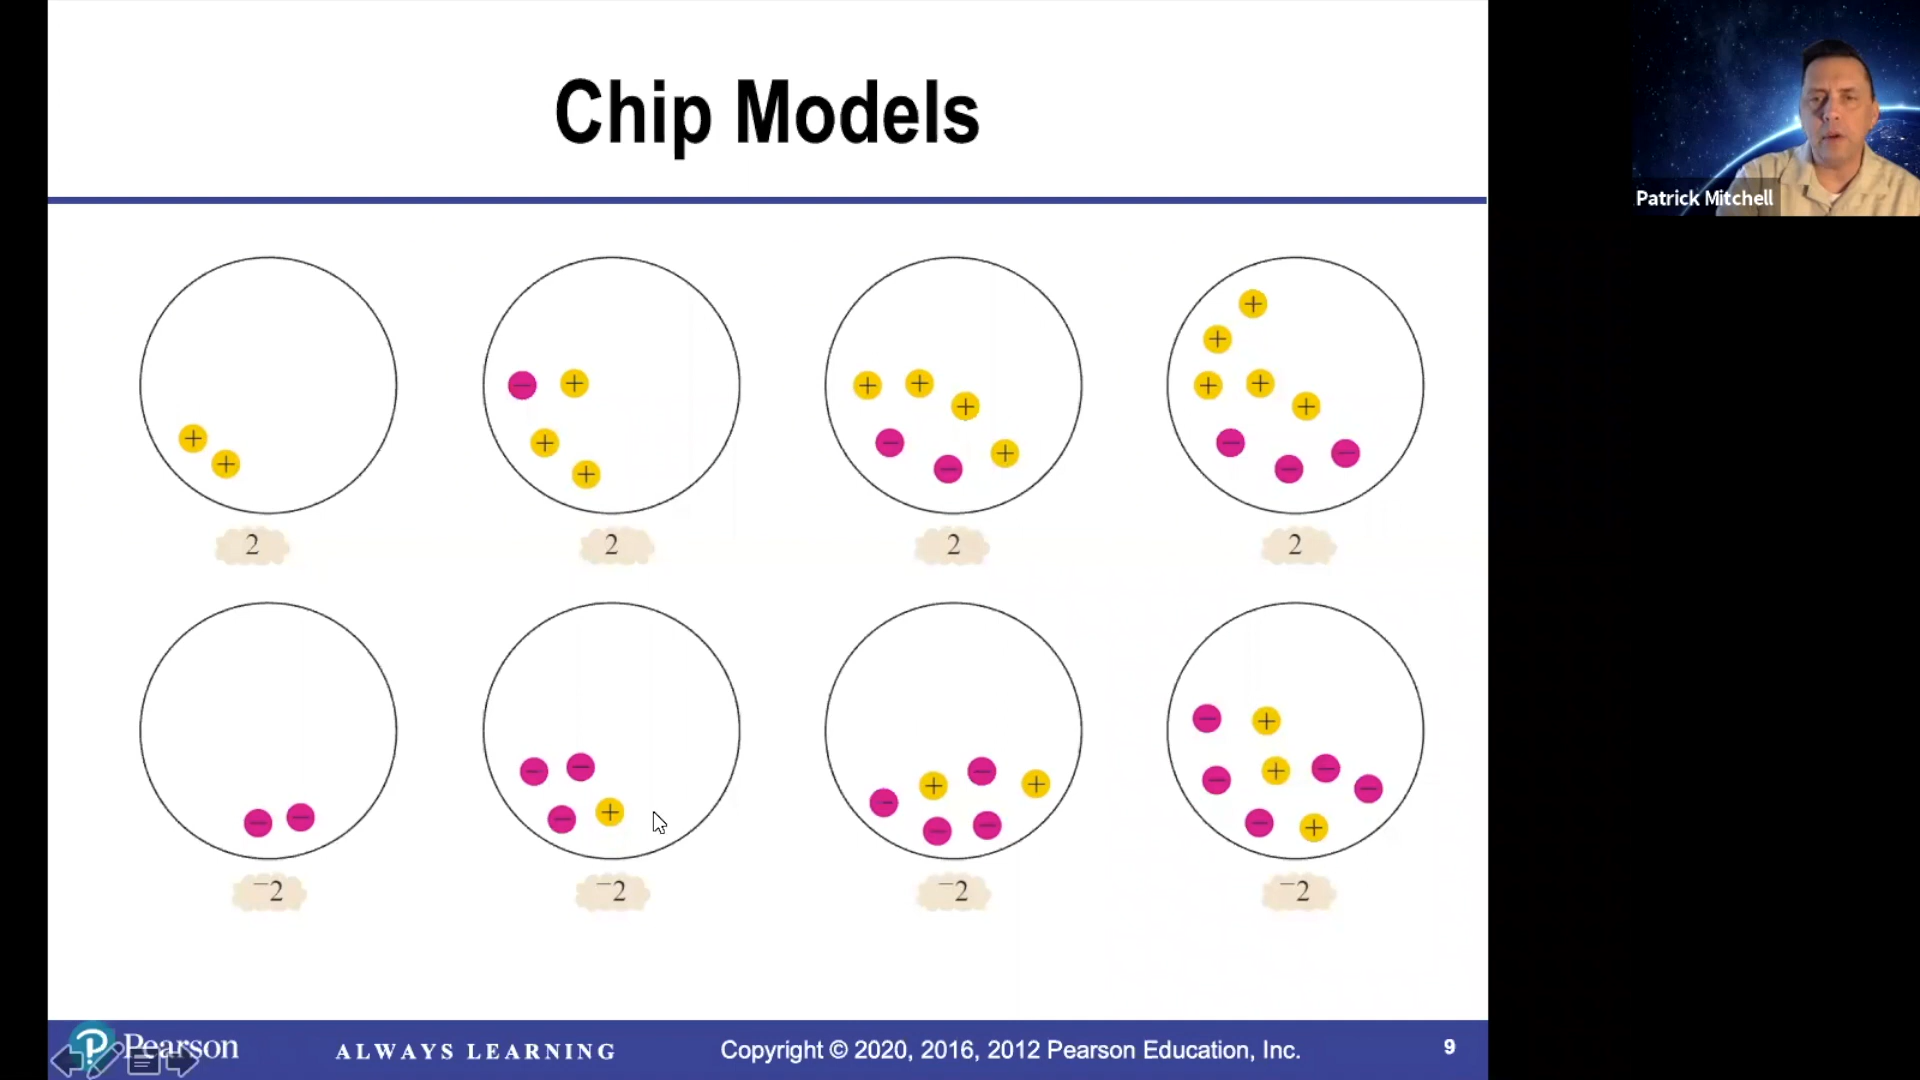 Chip Models
Patrick Mitchell
+ + − + + + + + + + − − + + + + + + − − −
2 2 2 2
− − − − − + − + − + − − − + − + − − − +
−2 −2 −2 −2
Pearson
ALWAYS LEARNING
Copyright © 2020, 2016, 2012 Pearson Education, Inc.
9